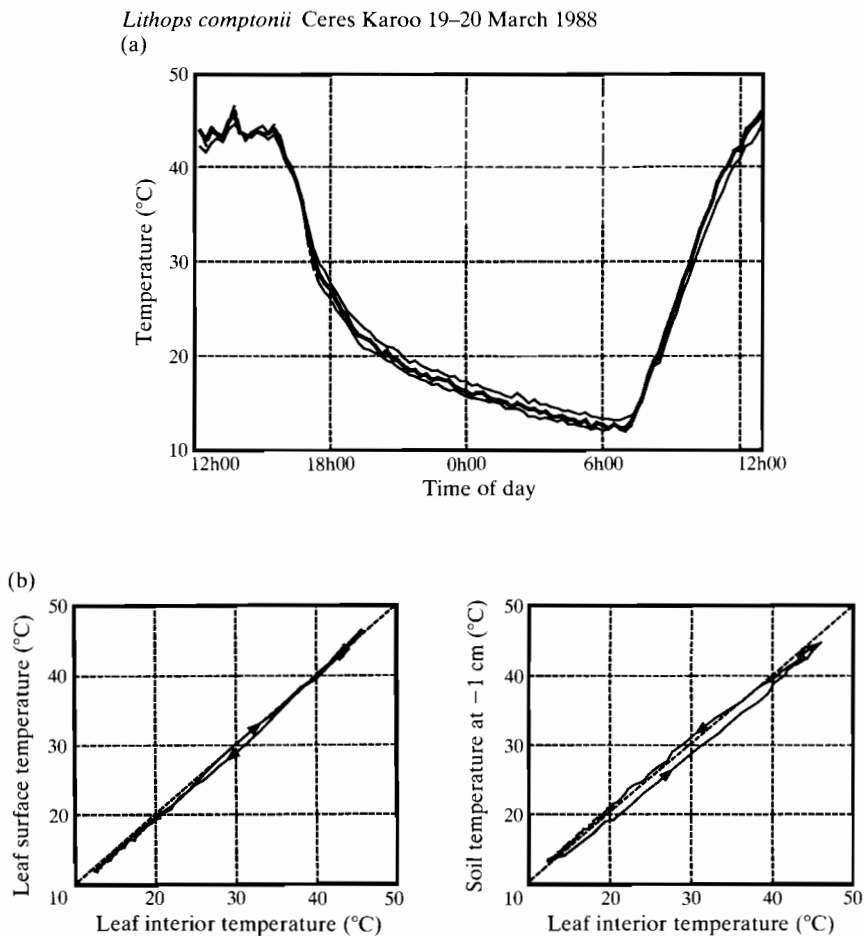 Lithops comptonii Ceres Karoo 19–20 March 1988
(a)
50
40
30
20
10
Temperature (°C)
12h00 18h00 0h00 6h00 12h00
Time of day
(b)
50
40
30
20
10 20 30 40 50
Leaf surface temperature (°C)
Leaf interior temperature (°C)
50
40
30
20
10
10 20 30 40 50
Soil temperature at −1 cm (°C)
Leaf interior temperature (°C)